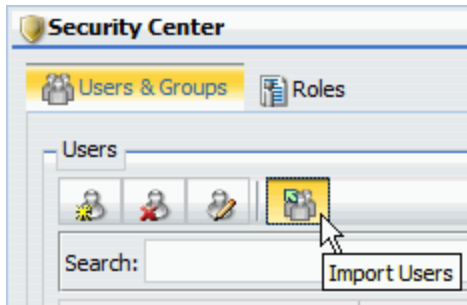 Security Center
Users & Groups
Roles
Users
Search:
Import Users